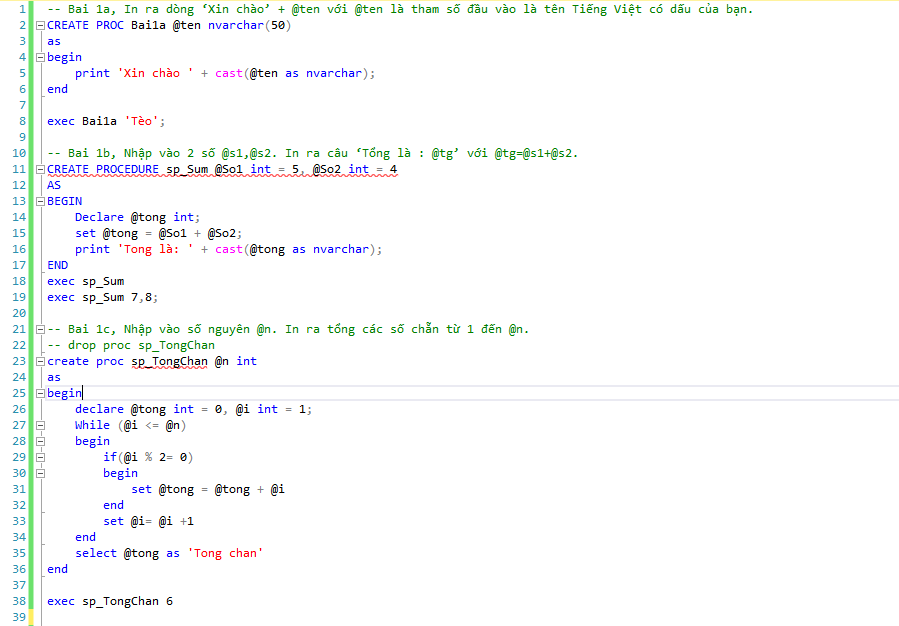 1 -- Bai 1a, In ra dòng ‘Xin chào’ + @ten với @ten là tham số đầu vào là tên Tiếng Việt có dấu của bạn.
2 CREATE PROC Bai1a @ten nvarchar(50)
3 as
4 begin
5 print 'Xin chào ' + cast(@ten as nvarchar);
6 end
7
8 exec Bai1a 'Tèo';
9
10 -- Bai 1b, Nhập vào 2 số @s1,@s2. In ra câu ‘Tổng là : @tg’ với @tg=@s1+@s2.
11 CREATE PROCEDURE sp_Sum @So1 int = 5, @So2 int = 4
12 AS
13 BEGIN
14 Declare @tong int;
15 set @tong = @So1 + @So2;
16 print 'Tong là: ' + cast(@tong as nvarchar);
17 END
18 exec sp_Sum
19 exec sp_Sum 7,8;
20
21 -- Bai 1c, Nhập vào số nguyên @n. In ra tổng các số chẵn từ 1 đến @n.
22 -- drop proc sp_TongChan
23 create proc sp_TongChan @n int
24 as
25 begin
26 declare @tong int = 0, @i int = 1;
27 While (@i <= @n)
28 begin
29 if(@i % 2= 0)
30 begin
31 set @tong = @tong + @i
32 end
33 set @i= @i +1
34 end
35 select @tong as 'Tong chan'
36 end
37
38 exec sp_TongChan 6
39